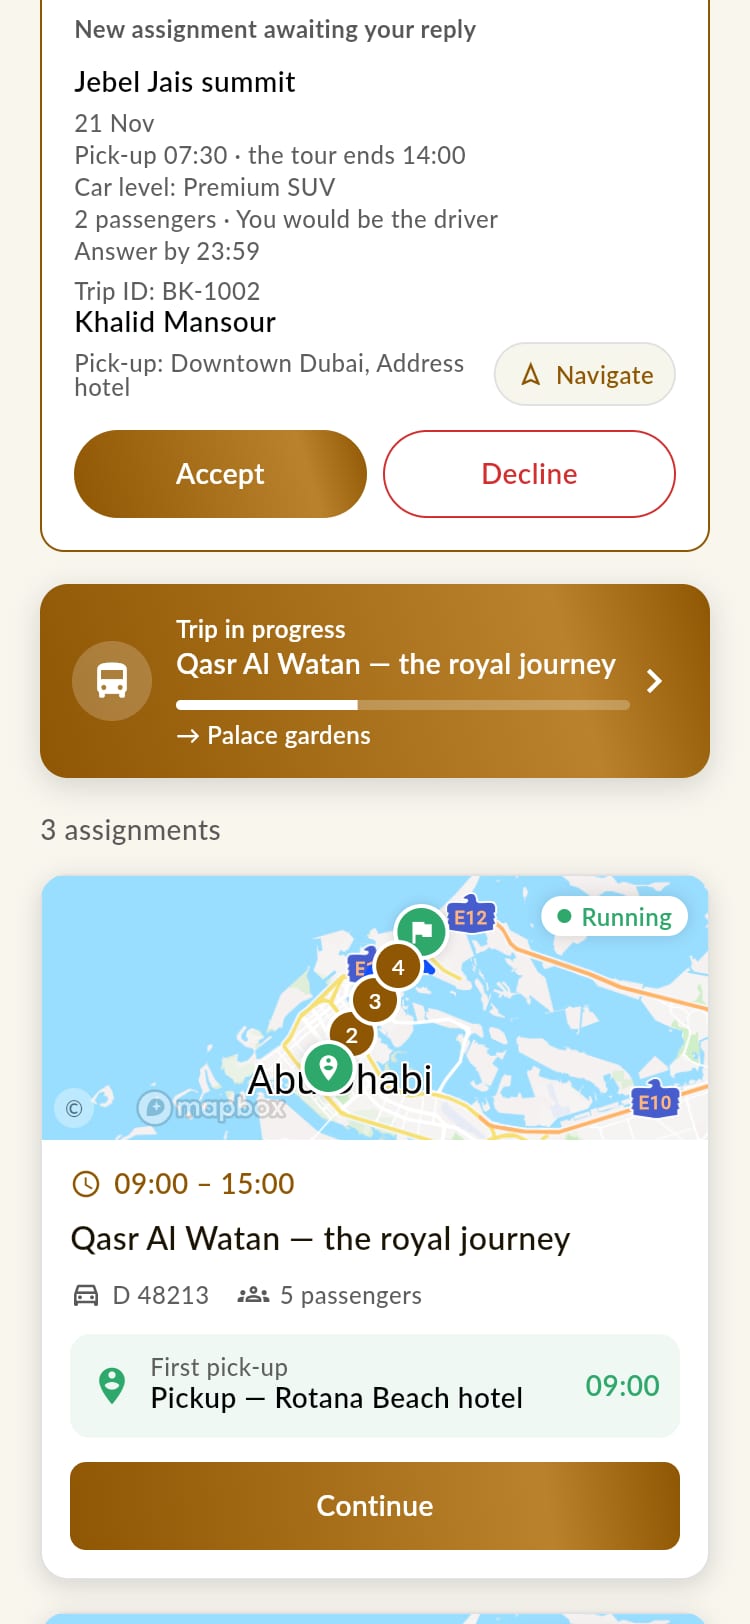 New assignment awaiting your reply
Jebel Jais summit
21 Nov
Pick-up 07:30 · the tour ends 14:00
Car level: Premium SUV
2 passengers · You would be the driver
Answer by 23:59
Trip ID: BK-1002
Khalid Mansour
Pick-up: Downtown Dubai, Address
hotel
Navigate
Accept
Decline
Trip in progress
Qasr Al Watan — the royal journey
→ Palace gardens
3 assignments
Running
E12
4
3
2
E10
© mapbox
09:00 – 15:00
Qasr Al Watan — the royal journey
D 48213
5 passengers
First pick-up
Pickup — Rotana Beach hotel
09:00
Continue